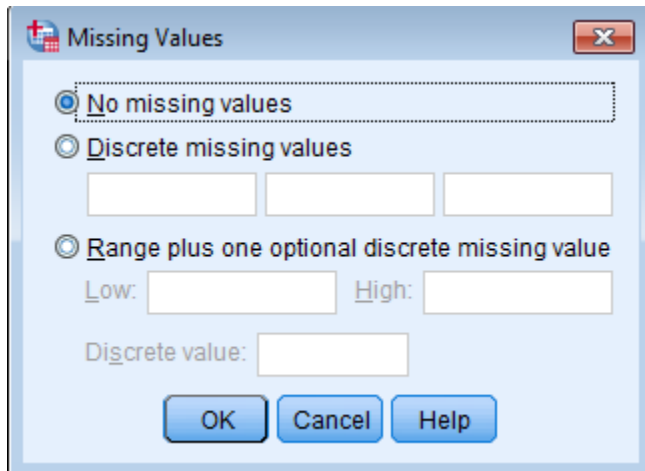 Missing Values
No missing values
Discrete missing values
Range plus one optional discrete missing value
Low: High:
Discrete value:
OK Cancel Help